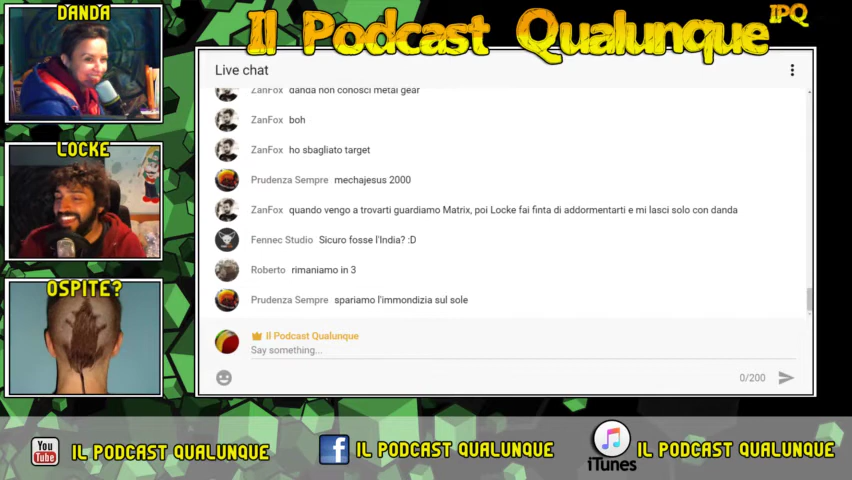 DANDA
Il Podcast Qualunque IPQ
Live chat
ZanFox danda non conosci metal gear
ZanFox boh
LOCKE
ZanFox ho sbagliato target
Prudenza Sempre mechajesus 2000
ZanFox quando vengo a trovarti guardiamo Matrix, poi Locke fai finta di addormentarti e mi lasci solo con danda
Fennec Studio Sicuro fosse l'India? :D
Roberto rimaniamo in 3
OSPITE?
Prudenza Sempre spariamo l'immondizia sul sole
Il Podcast Qualunque
Say something...
0/200
You Tube IL PODCAST QUALUNQUE
f IL PODCAST QUALUNQUE
iTunes IL PODCAST QUALUNQUE